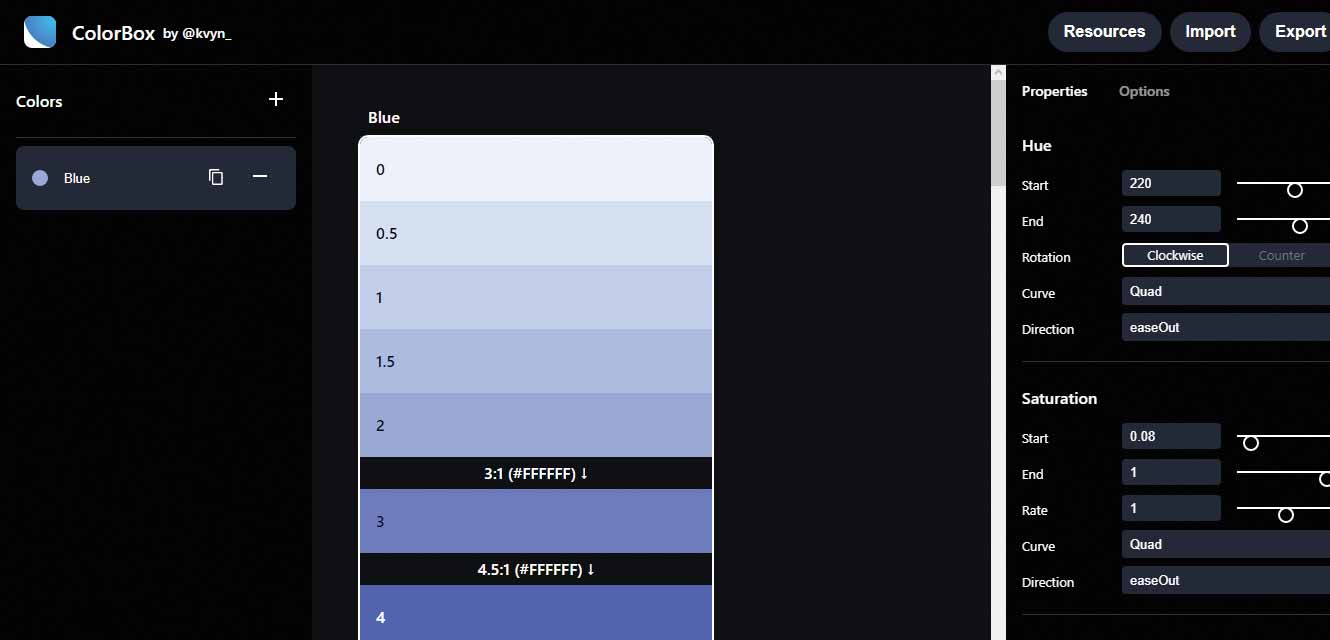 ColorBox by @kvyn_
Resources
Import
Export
Colors
Blue
Blue
0
0.5
1
1.5
2
3:1 (#FFFFFF) ↓
3
4.5:1 (#FFFFFF) ↓
4
Properties
Options
Hue
Start 220
End 240
Rotation Clockwise Counter
Curve Quad
Direction easeOut
Saturation
Start 0.08
End 1
Rate 1
Curve Quad
Direction easeOut